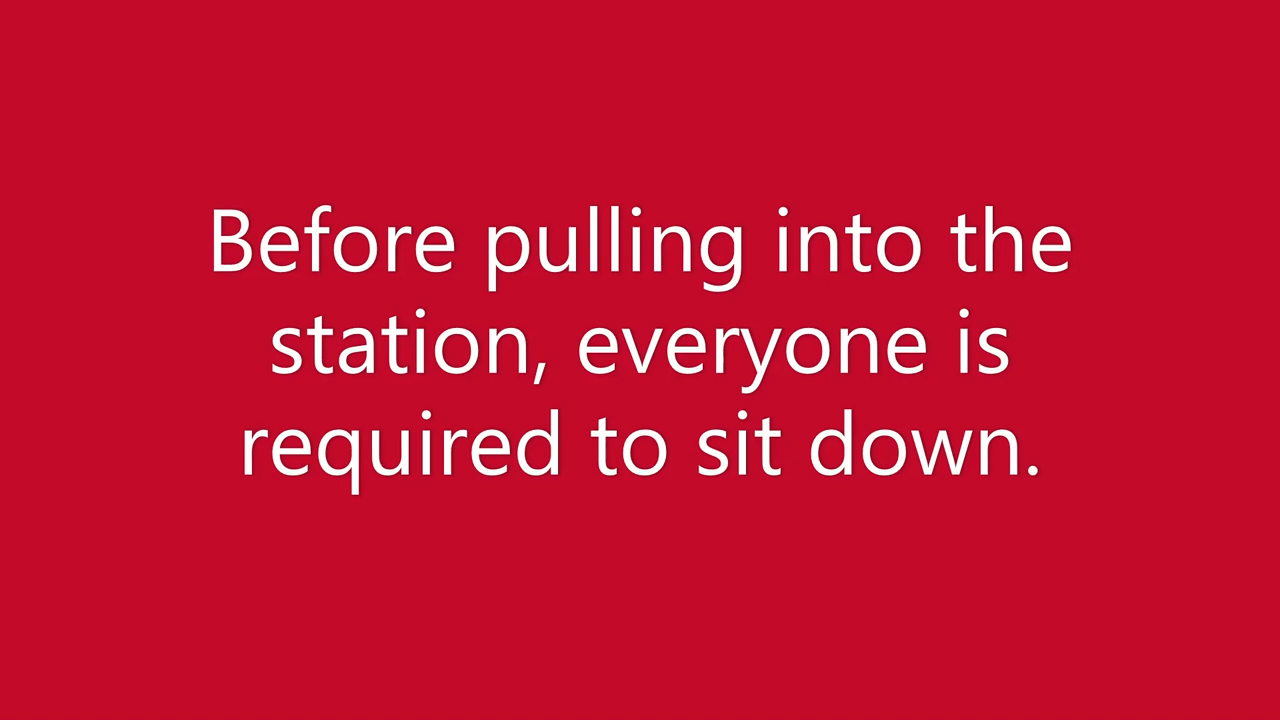 Before pulling into the
station, everyone is
required to sit down.